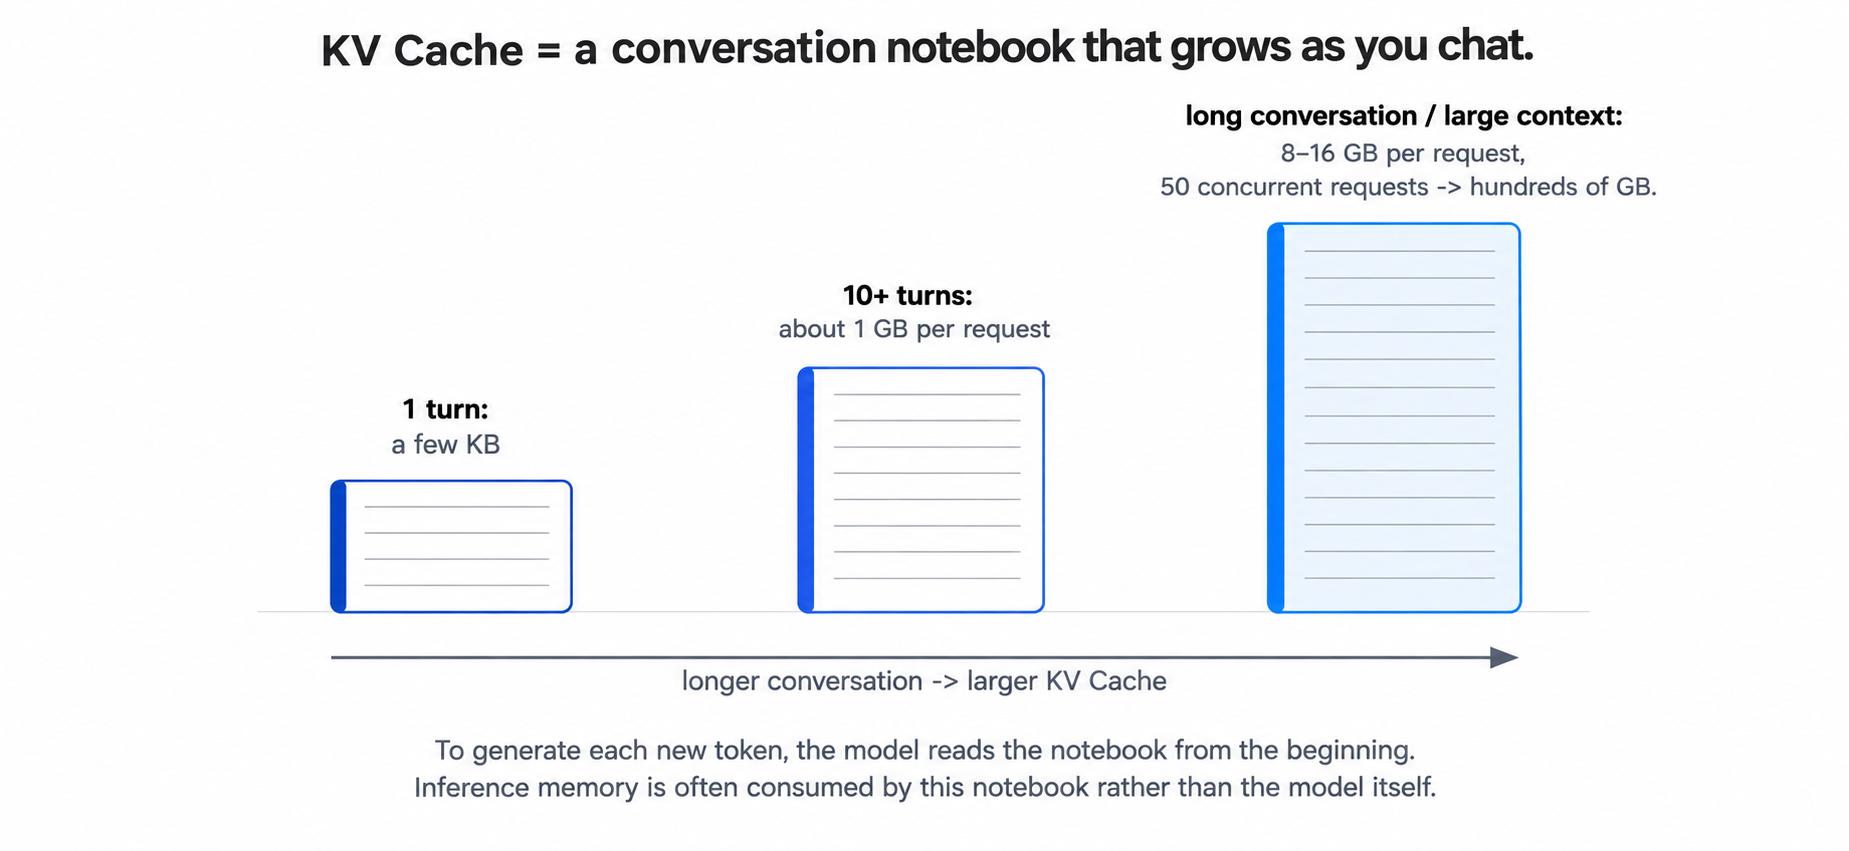 KV Cache = a conversation notebook that grows as you chat.
long conversation / large context:
8–16 GB per request,
50 concurrent requests -> hundreds of GB.
10+ turns:
about 1 GB per request
1 turn:
a few KB
longer conversation -> larger KV Cache
To generate each new token, the model reads the notebook from the beginning.
Inference memory is often consumed by this notebook rather than the model itself.